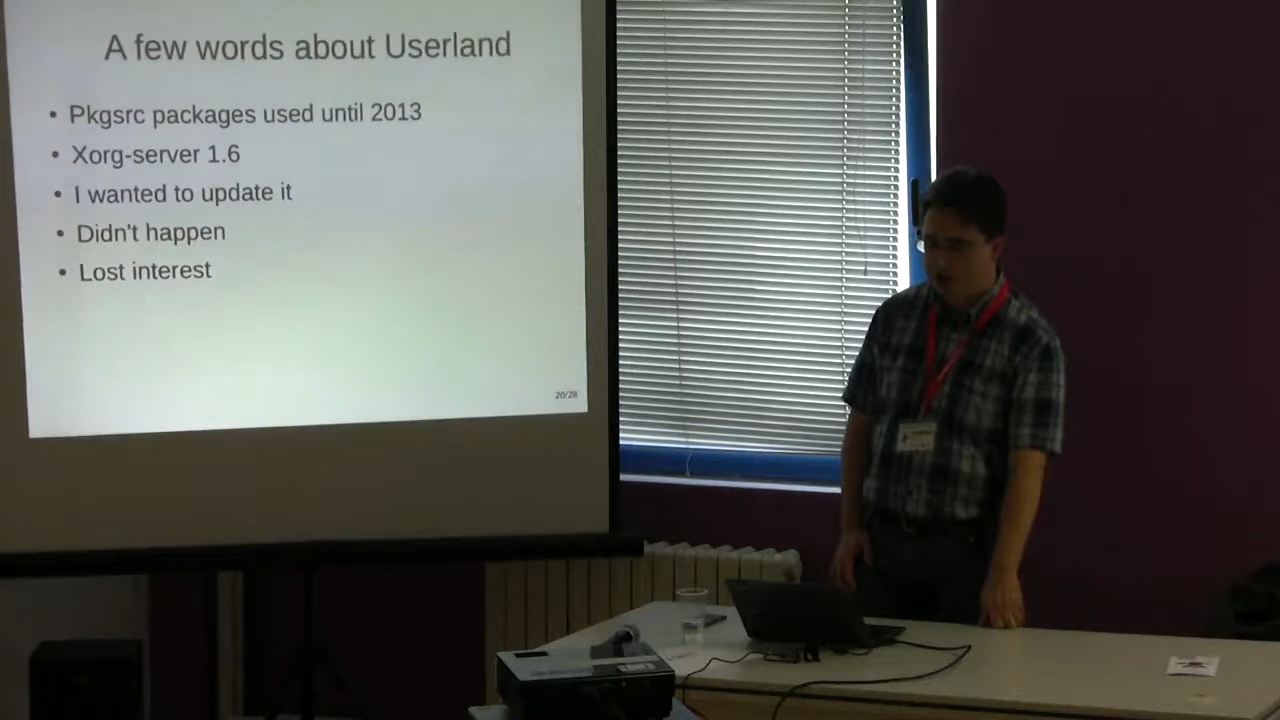 A few words about Userland
• Pkgsrc packages used until 2013
• Xorg-server 1.6
• I wanted to update it
• Didn't happen
• Lost interest
20/28